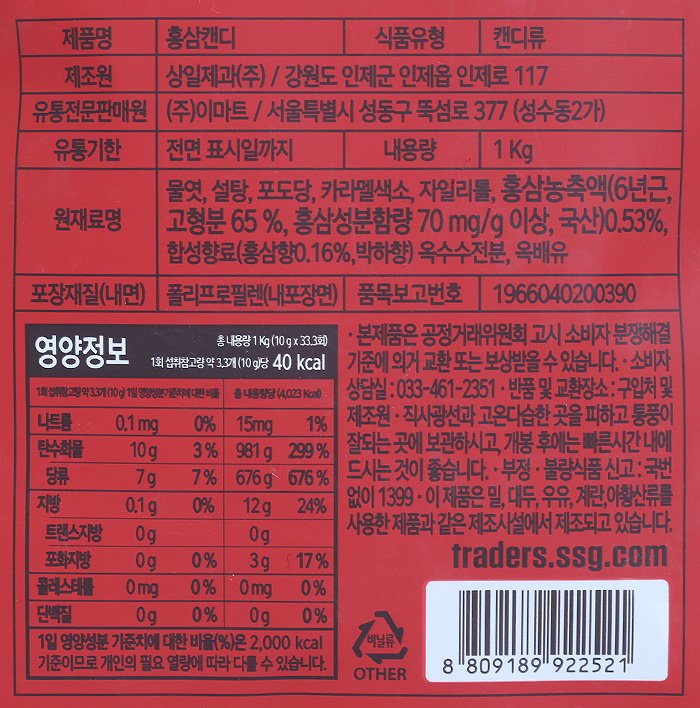 제품명 홍삼캔디 식품유형 캔디류
제조원 상일제과(주) / 강원도 인제군 인제읍 인제로 117
유통전문판매원 (주)이마트 / 서울특별시 성동구 뚝섬로 377 (성수동2가)
유통기한 전면 표시일까지 내용량 1 Kg
원재료명 물엿, 설탕, 포도당, 카라멜색소, 자일리톨, 홍삼농축액(6년근,
고형분 65 %, 홍삼성분함량 70 mg/g 이상, 국산)0.53%,
합성향료(홍삼향0.16%,박하향) 옥수수전분, 옥배유
포장재질(내면) 폴리프로필렌(내포장면) 품목보고번호 1966040200390
영양정보 총 내용량 1 Kg (10 g x 33.3회)
1회 섭취참고량 약 3.3개 (10 g)당 40 kcal
1회 섭취참고량 약 3.3개 (10 g) 1일 영양성분기준치에 대한 비율 총 내용량당 (4,023 Kcal)
나트륨 0.1 mg 0% 15mg 1%
탄수화물 10 g 3 % 981 g 299 %
당류 7 g 7 % 676 g 676 %
지방 0.1 g 0% 12 g 24%
트랜스지방 0 g 0 g
포화지방 0 g 0 % 3 g 17 %
콜레스테롤 0 mg 0 % 0 mg 0 %
단백질 0 g 0 % 0 g 0 %
1일 영양성분 기준치에 대한 비율(%)은 2,000 kcal
기준이므로 개인의 필요 열량에 따라 다를 수 있습니다.
· 본제품은 공정거래위원회 고시 소비자 분쟁해결
기준에 의거 교환 또는 보상받을 수 있습니다. · 소비자
상담실 : 033-461-2351 · 반품 및 교환장소 : 구입처 및
제조원 · 직사광선과 고온다습한 곳을 피하고 통풍이
잘되는 곳에 보관하시고, 개봉 후에는 빠른시간 내에
드시는 것이 좋습니다. · 부정 · 불량식품 신고 : 국번
없이 1399 · 이 제품은 밀, 대두, 우유, 계란, 아황산류를
사용한 제품과 같은 제조시설에서 제조되고 있습니다.
traders.ssg.com
비닐류
OTHER
8 809189 922521